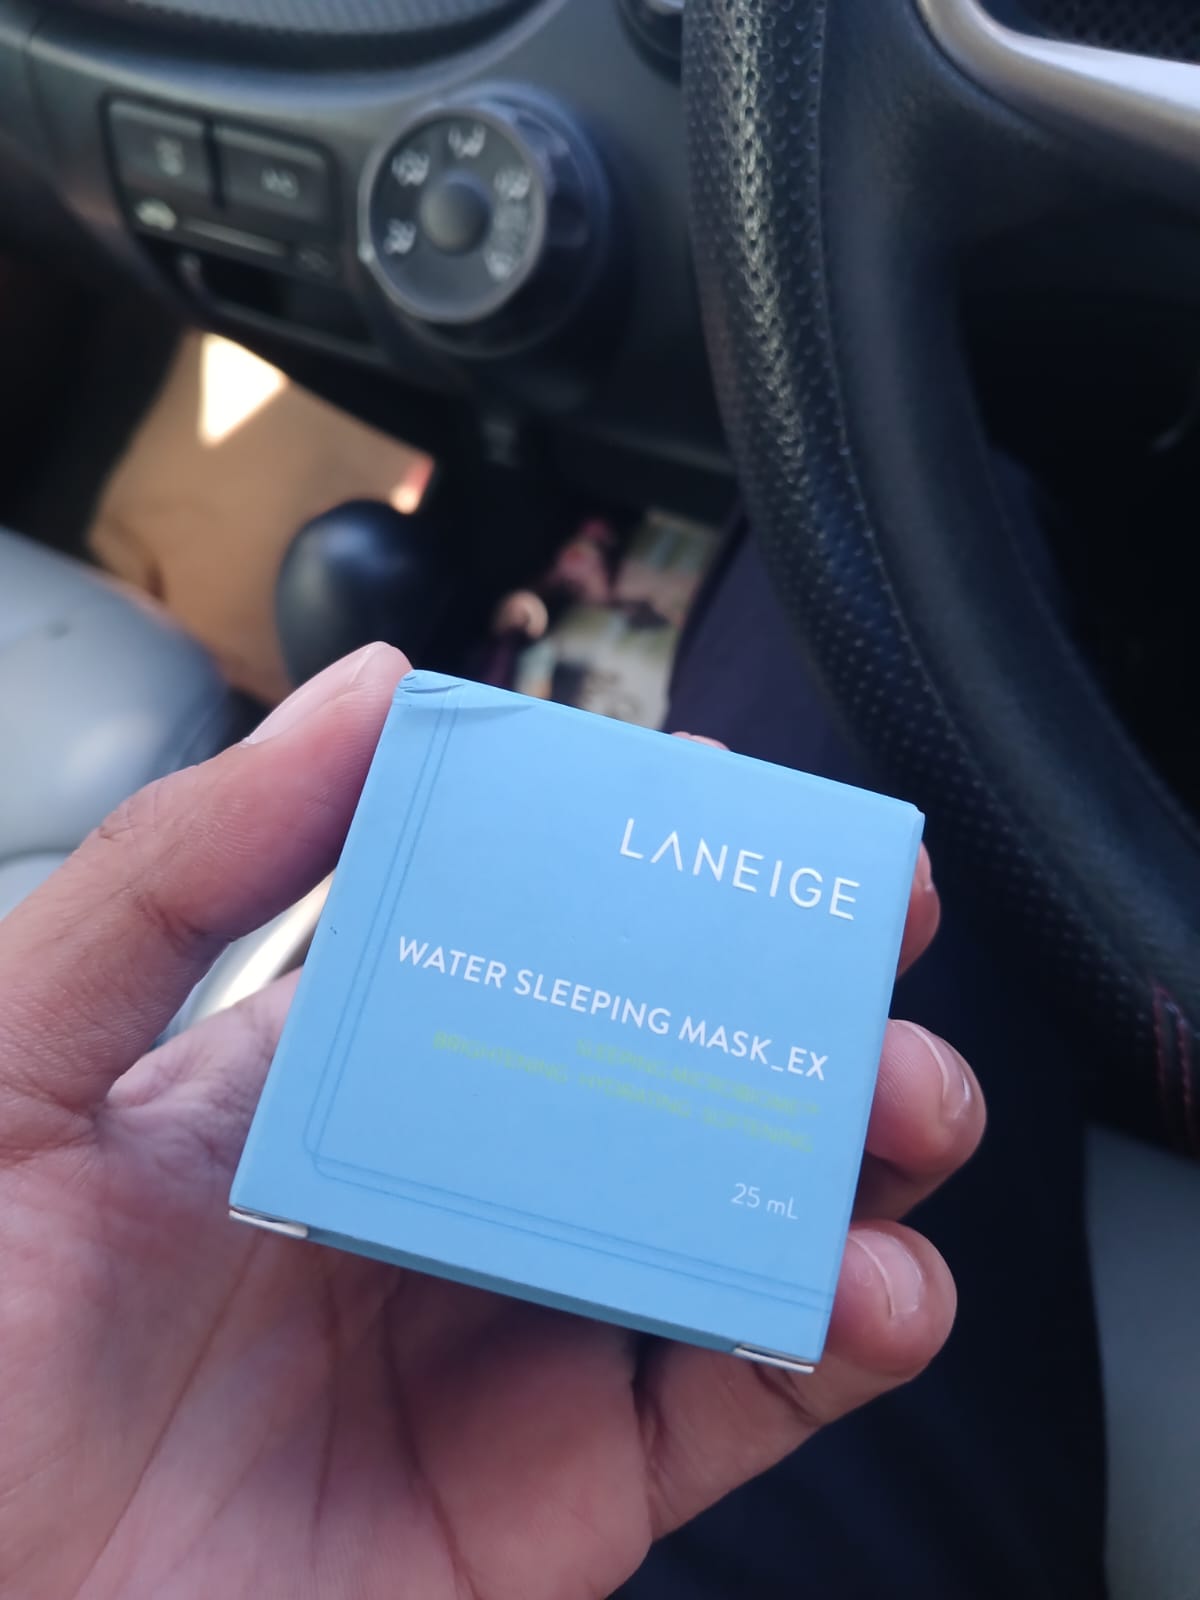 LANEIGE
WATER SLEEPING MASK_EX
SLEEPING MICROBIOME™
BRIGHTENING HYDRATING SOFTENING
25 mL